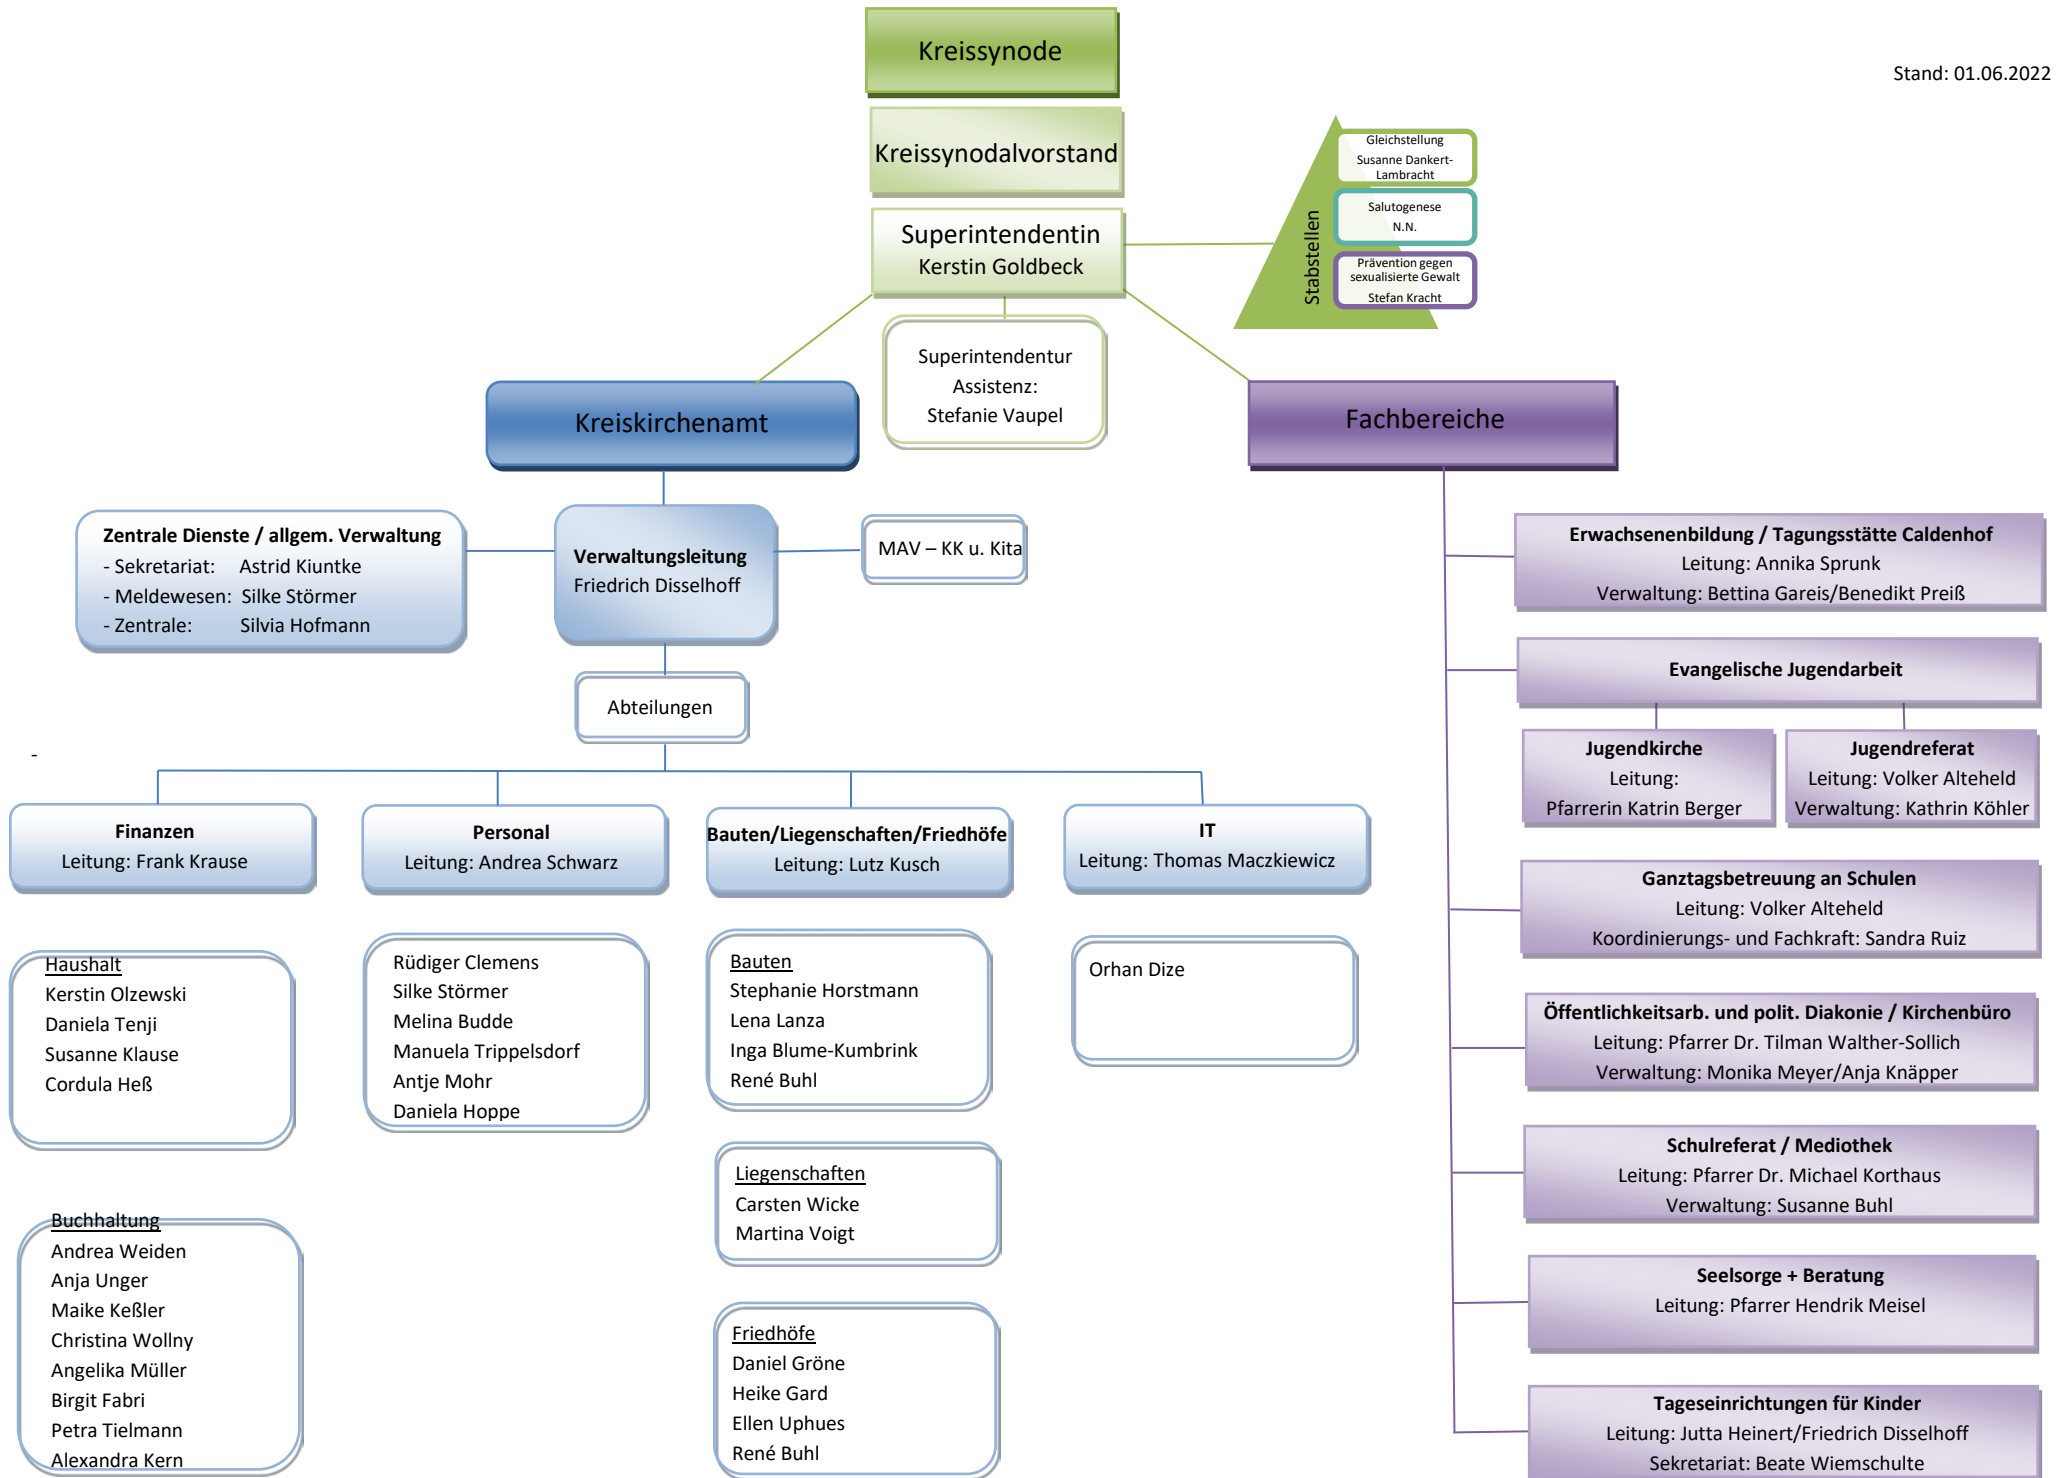 Kreissynode
Stand: 01.06.2022
Kreissynodalvorstand
Gleichstellung
Susanne Dankert-
Lambracht
Salutogenese
N.N.
Prävention gegen
sexualisierte Gewalt
Stefan Kracht
Stabstellen
Superintendentin
Kerstin Goldbeck
Superintendentur
Assistenz:
Stefanie Vaupel
Kreiskirchenamt
Fachbereiche
Zentrale Dienste / allgem. Verwaltung
- Sekretariat: Astrid Kiuntke
- Meldewesen: Silke Störmer
- Zentrale: Silvia Hofmann
Verwaltungsleitung
Friedrich Disselhoff
MAV – KK u. Kita
Abteilungen
-
Finanzen
Leitung: Frank Krause
Personal
Leitung: Andrea Schwarz
Bauten/Liegenschaften/Friedhöfe
Leitung: Lutz Kusch
IT
Leitung: Thomas Maczkiewicz
Haushalt
Kerstin Olzewski
Daniela Tenji
Susanne Klause
Cordula Heß
Buchhaltung
Andrea Weiden
Anja Unger
Maike Keßler
Christina Wollny
Angelika Müller
Birgit Fabri
Petra Tielmann
Alexandra Kern
Rüdiger Clemens
Silke Störmer
Melina Budde
Manuela Trippelsdorf
Antje Mohr
Daniela Hoppe
Bauten
Stephanie Horstmann
Lena Lanza
Inga Blume-Kumbrink
René Buhl
Liegenschaften
Carsten Wicke
Martina Voigt
Friedhöfe
Daniel Gröne
Heike Gard
Ellen Uphues
René Buhl
Orhan Dize
Erwachsenenbildung / Tagungsstätte Caldenhof
Leitung: Annika Sprunk
Verwaltung: Bettina Gareis/Benedikt Preiß
Evangelische Jugendarbeit
Jugendkirche
Leitung:
Pfarrerin Katrin Berger
Jugendreferat
Leitung: Volker Alteheld
Verwaltung: Kathrin Köhler
Ganztagsbetreuung an Schulen
Leitung: Volker Alteheld
Koordinierungs- und Fachkraft: Sandra Ruiz
Öffentlichkeitsarb. und polit. Diakonie / Kirchenbüro
Leitung: Pfarrer Dr. Tilman Walther-Sollich
Verwaltung: Monika Meyer/Anja Knäpper
Schulreferat / Mediothek
Leitung: Pfarrer Dr. Michael Korthaus
Verwaltung: Susanne Buhl
Seelsorge + Beratung
Leitung: Pfarrer Hendrik Meisel
Tageseinrichtungen für Kinder
Leitung: Jutta Heinert/Friedrich Disselhoff
Sekretariat: Beate Wiemschulte